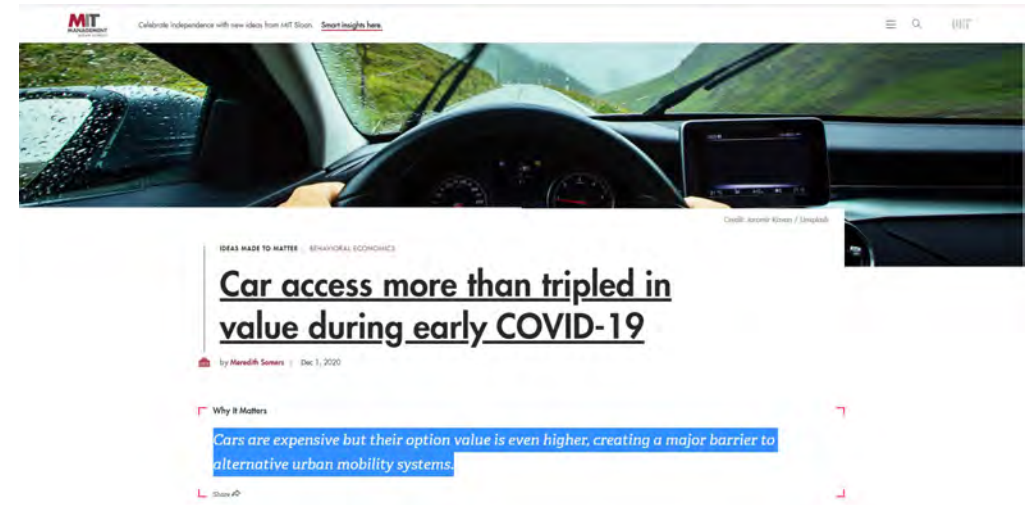 MIT
MANAGEMENT
Celebrate independence with new ideas from MIT Sloan. Smart insights here.
Credit: Jaromír Kavan / Unsplash
IDEAS MADE TO MATTER | BEHAVIORAL ECONOMICS
Car access more than tripled in
value during early COVID-19
by Meredith Somers | Dec 1, 2020
Why It Matters
Cars are expensive but their option value is even higher, creating a major barrier to
alternative urban mobility systems.
Share